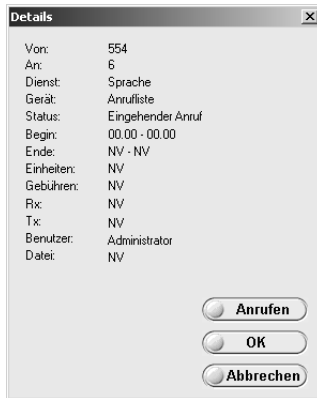 Details
Von: 554
An: 6
Dienst: Sprache
Gerät: Anrufliste
Status: Eingehender Anruf
Begin: 00.00 - 00.00
Ende: NV - NV
Einheiten: NV
Gebühren: NV
Rx: NV
Tx: NV
Benutzer: Administrator
Datei: NV
Anrufen
OK
Abbrechen